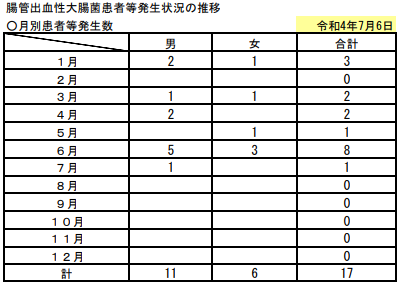 腸管出血性大腸菌患者等発生状況の推移
〇月別患者等発生数 令和4年7月6日
男 女 合計
1月 2 1 3
2月 0
3月 1 1 2
4月 2 2
5月 1 1
6月 5 3 8
7月 1 1
8月 0
9月 0
10月 0
11月 0
12月 0
計 11 6 17